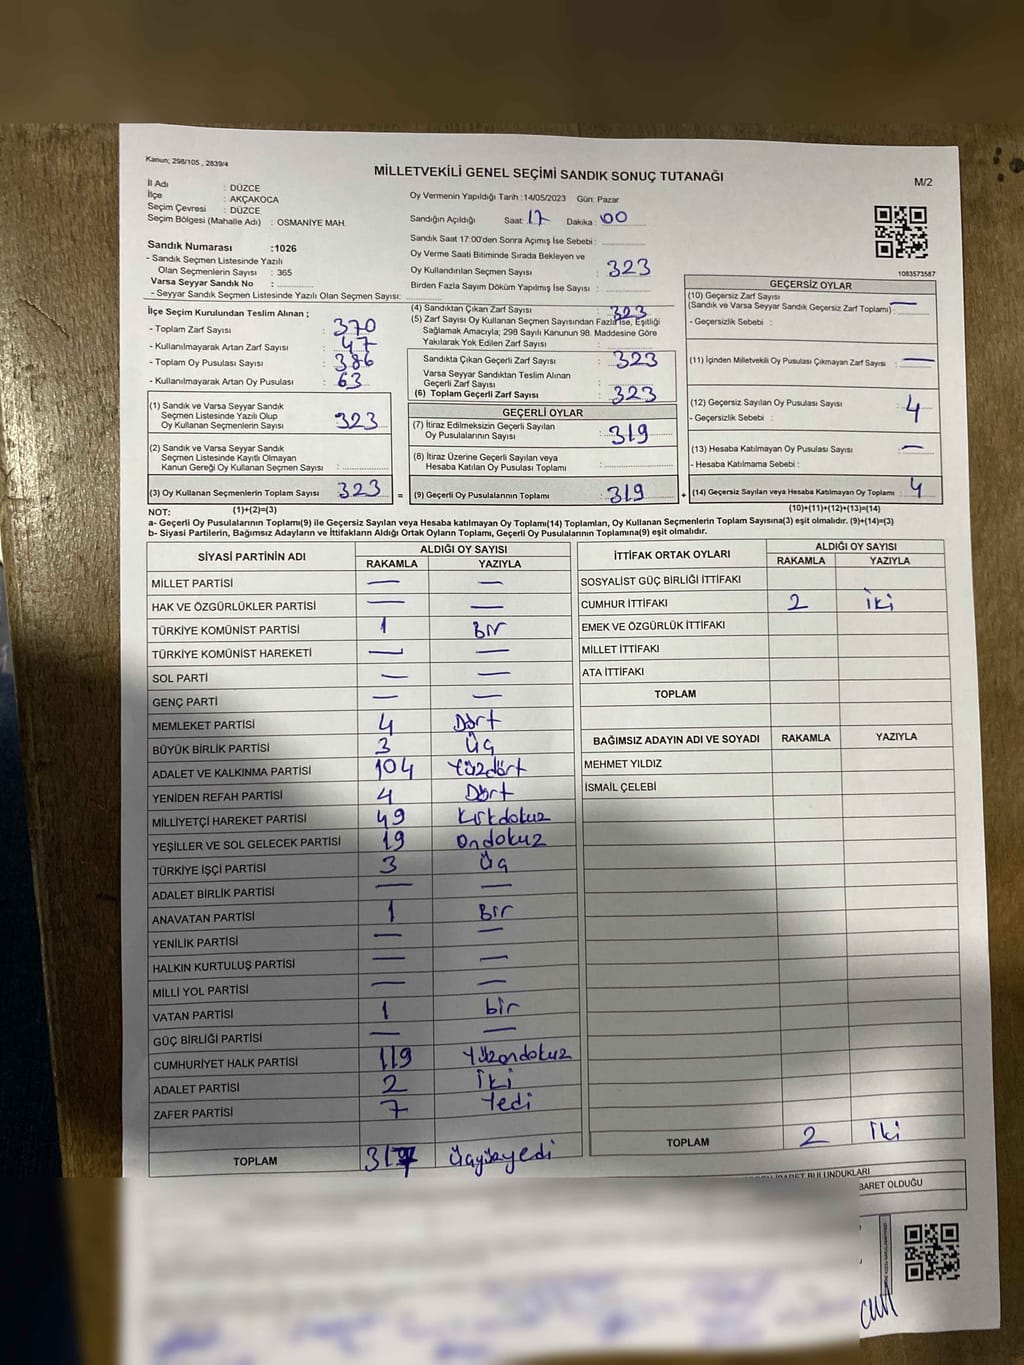 Kanun; 298/105 , 2839/4
MİLLETVEKİLİ GENEL SEÇİMİ SANDIK SONUÇ TUTANAĞI
M/2
İl Adı : DÜZCE
İlçe : AKÇAKOCA
Seçim Çevresi : DÜZCE
Seçim Bölgesi (Mahalle Adı) : OSMANİYE MAH.
Oy Vermenin Yapıldığı Tarih :14/05/2023 Gün: Pazar
Sandığın Açıldığı Saat: 17 Dakika : 00
Sandık Saat 17:00'den Sonra Açımış İse Sebebi :
Sandık Numarası :1026
- Sandık Seçmen Listesinde Yazılı
Olan Seçmenlerin Sayısı : 365
Varsa Seyyar Sandık No :
- Seyyar Sandık Seçmen Listesinde Yazılı Olan Seçmen Sayısı:
Oy Verme Saati Bitiminde Sırada Bekleyen ve
Oy Kullandırılan Seçmen Sayısı : 323
Birden Fazla Sayım Döküm Yapılmış İse Sayısı :
1083573587
İlçe Seçim Kurulundan Teslim Alınan ;
- Toplam Zarf Sayısı : 370
- Kullanılmayarak Artan Zarf Sayısı : 47
- Toplam Oy Pusulası Sayısı : 386
- Kullanılmayarak Artan Oy Pusulası : 63
(4) Sandıktan Çıkan Zarf Sayısı : 323
(5) Zarf Sayısı Oy Kullanan Seçmen Sayısından Fazla ise, Eşitliği
Sağlamak Amacıyla; 298 Sayılı Kanunun 98. Maddesine Göre
Yakılarak Yok Edilen Zarf Sayısı :
Sandıkta Çıkan Geçerli Zarf Sayısı : 323
Varsa Seyyar Sandıktan Teslim Alınan
Geçerli Zarf Sayısı :
(6) Toplam Geçerli Zarf Sayısı : 323
GEÇERSİZ OYLAR
(10) Geçersiz Zarf Sayısı
(Sandık ve Varsa Seyyar Sandık Geçersiz Zarf Toplamı) : —
- Geçersizlik Sebebi :
(11) İçinden Milletvekili Oy Pusulası Çıkmayan Zarf Sayısı : —
(12) Geçersiz Sayılan Oy Pusulası Sayısı : 4
- Geçersizlik Sebebi :
(13) Hesaba Katılmayan Oy Pusulası Sayısı : —
- Hesaba Katılmama Sebebi :
(14) Geçersiz Sayılan veya Hesaba Katılmayan Oy Toplamı : 4
(1) Sandık ve Varsa Seyyar Sandık
Seçmen Listesinde Yazılı Olup
Oy Kullanan Seçmenlerin Sayısı : 323
(2) Sandık ve Varsa Seyyar Sandık
Seçmen Listesinde Kayıtlı Olmayan
Kanun Gereği Oy Kullanan Seçmen Sayısı :
(3) Oy Kullanan Seçmenlerin Toplam Sayısı : 323 =
GEÇERLİ OYLAR
(7) İtiraz Edilmeksizin Geçerli Sayılan
Oy Pusulalarının Sayısı : 319
(8) İtiraz Üzerine Geçerli Sayılan veya
Hesaba Katılan Oy Pusulası Toplamı :
(9) Geçerli Oy Pusulalarının Toplamı : 319 +
NOT: (1)+(2)=(3) (10)+(11)+(12)+(13)=(14)
a- Geçerli Oy Pusulalarının Toplamı(9) ile Geçersiz Sayılan veya Hesaba katılmayan Oy Toplamı(14) Toplamları, Oy Kullanan Seçmenlerin Toplam Sayısına(3) eşit olmalıdır. (9)+(14)=(3)
b- Siyasi Partilerin, Bağımsız Adayların ve İttifakların Aldığı Ortak Oyların Toplamı, Geçerli Oy Pusulalarının Toplamına(9) eşit olmalıdır.
SİYASİ PARTİNİN ADI ALDIĞI OY SAYISI
RAKAMLA YAZIYLA
MİLLET PARTİSİ — —
HAK VE ÖZGÜRLÜKLER PARTİSİ — —
TÜRKİYE KOMÜNİST PARTİSİ 1 Bir
TÜRKİYE KOMÜNİST HAREKETİ — —
SOL PARTİ — —
GENÇ PARTİ — —
MEMLEKET PARTİSİ 4 Dört
BÜYÜK BİRLİK PARTİSİ 3 Üç
ADALET VE KALKINMA PARTİSİ 104 Yüzdört
YENİDEN REFAH PARTİSİ 4 Dört
MİLLİYETÇİ HAREKET PARTİSİ 49 Kırkdokuz
YEŞİLLER VE SOL GELECEK PARTİSİ 19 Ondokuz
TÜRKİYE İŞÇİ PARTİSİ 3 Üç
ADALET BİRLİK PARTİSİ — —
ANAVATAN PARTİSİ 1 Bir
YENİLİK PARTİSİ — —
HALKIN KURTULUŞ PARTİSİ — —
MİLLİ YOL PARTİSİ — —
VATAN PARTİSİ 1 bir
GÜÇ BİRLİĞİ PARTİSİ — —
CUMHURİYET HALK PARTİSİ 119 Yüzondokuz
ADALET PARTİSİ 2 İki
ZAFER PARTİSİ 7 Yedi
TOPLAM 317
İTTİFAK ORTAK OYLARI ALDIĞI OY SAYISI
RAKAMLA YAZIYLA
SOSYALİST GÜÇ BİRLİĞİ İTTİFAKI
CUMHUR İTTİFAKI 2 İki
EMEK VE ÖZGÜRLÜK İTTİFAKI
MİLLET İTTİFAKI
ATA İTTİFAKI
TOPLAM
BAĞIMSIZ ADAYIN ADI VE SOYADI RAKAMLA YAZIYLA
MEHMET YILDIZ
İSMAİL ÇELEBİ
TOPLAM 2 İki
BULUNDUKLARI
BARET OLDUĞU